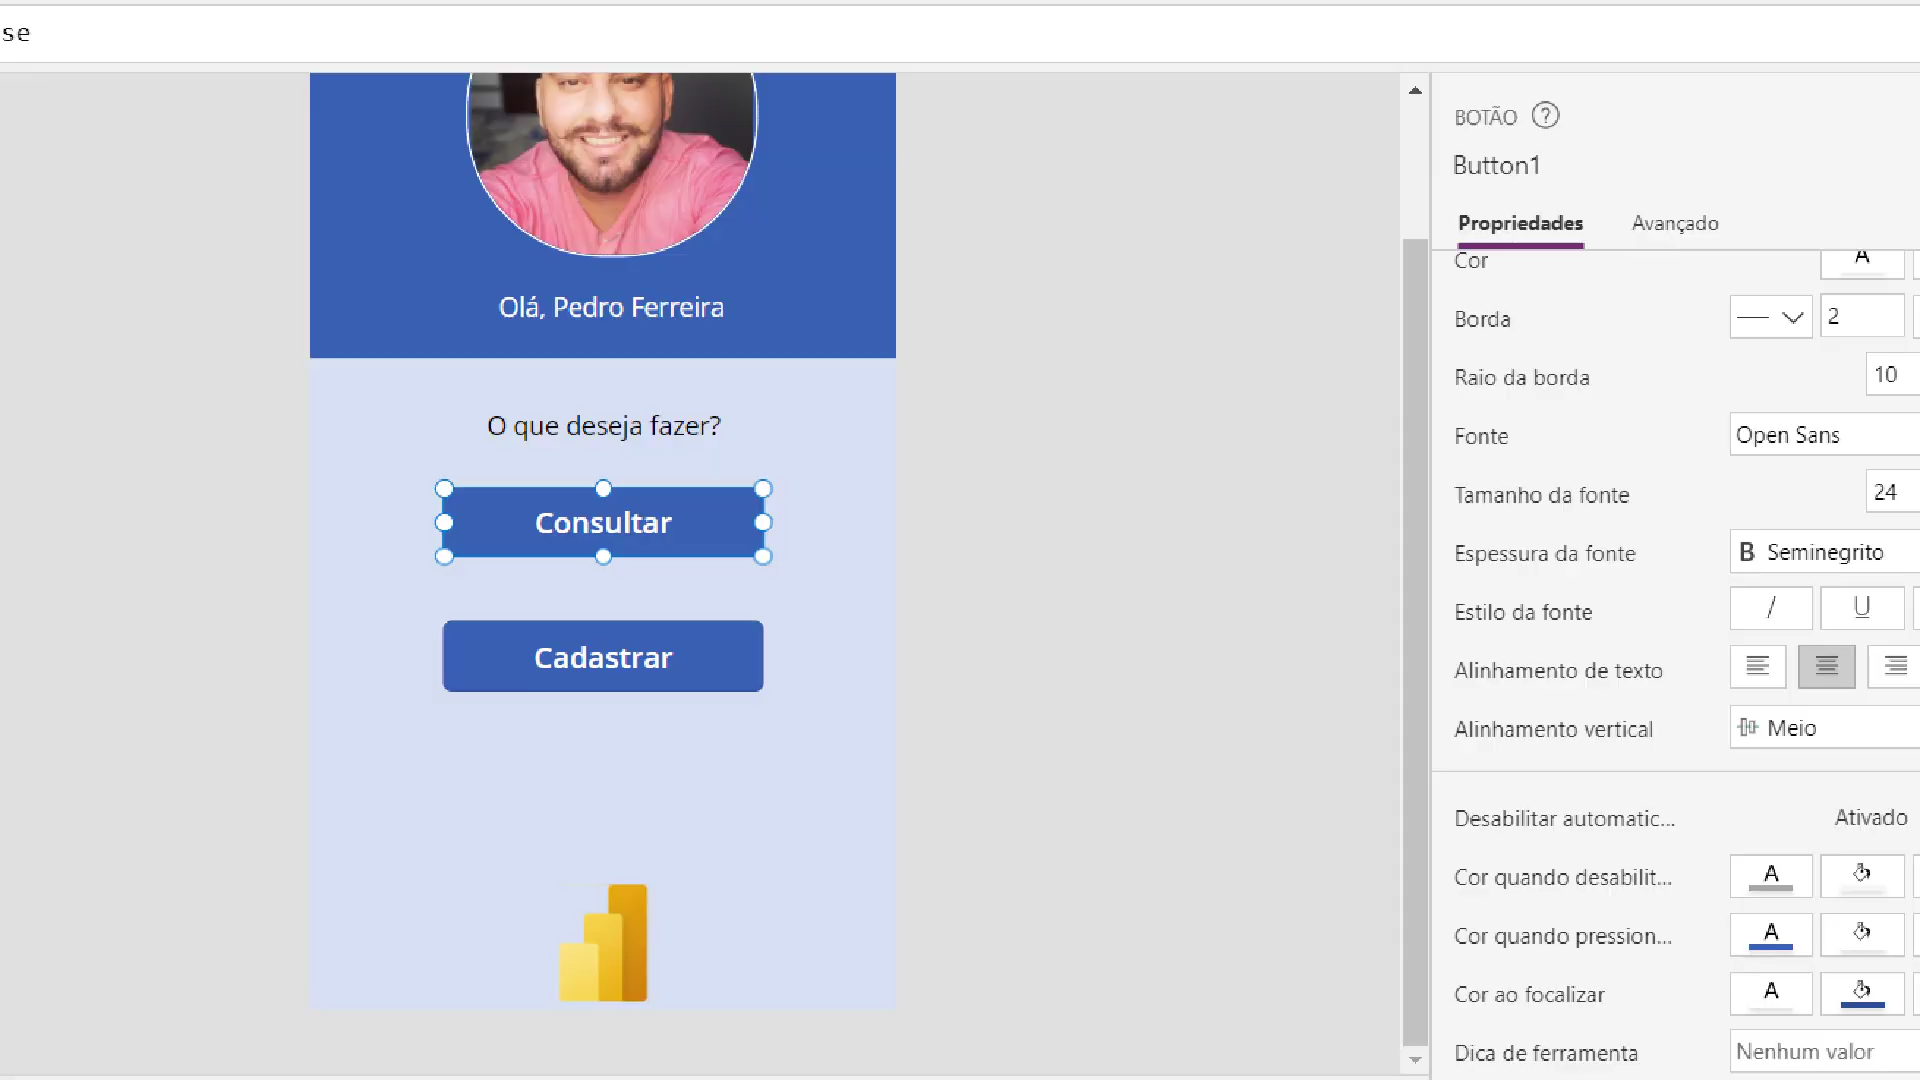 se
BOTÃO ?
Button1
Propriedades Avançado
Cor A
Borda 2
Raio da borda 10
Fonte Open Sans
Tamanho da fonte 24
Espessura da fonte B Seminegrito
Estilo da fonte / U
Alinhamento de texto
Alinhamento vertical Meio
Desabilitar automatic... Ativado
Cor quando desabilit... A
Cor quando pression... A
Cor ao focalizar A
Dica de ferramenta Nenhum valor
Olá, Pedro Ferreira
O que deseja fazer?
Consultar
Cadastrar